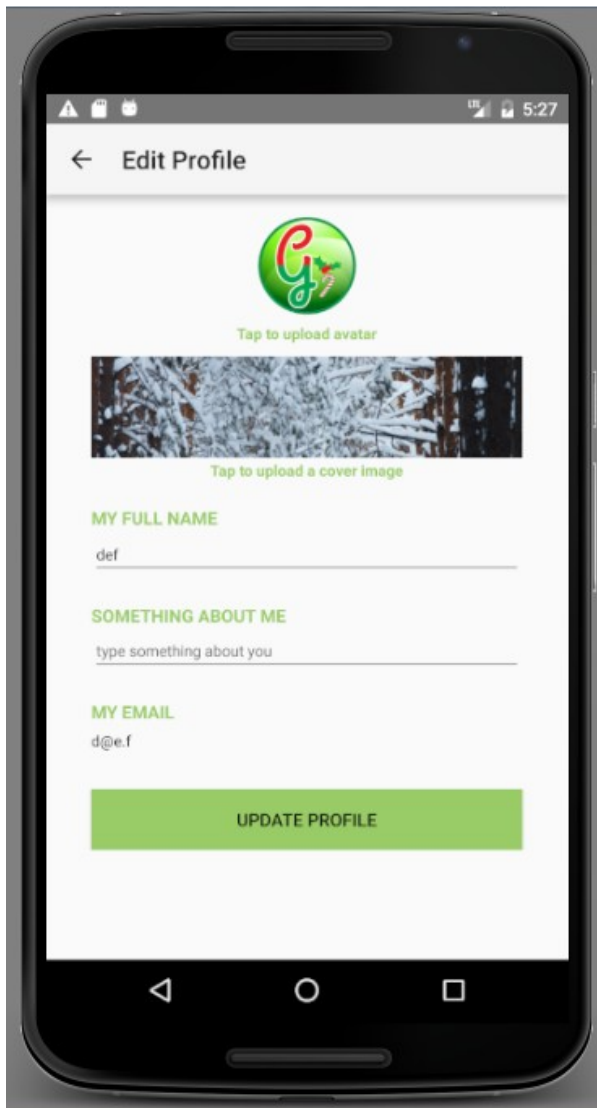 LTE 5:27
Edit Profile
G
Tap to upload avatar
Tap to upload a cover image
MY FULL NAME
def
SOMETHING ABOUT ME
type something about you
MY EMAIL
d@e.f
UPDATE PROFILE